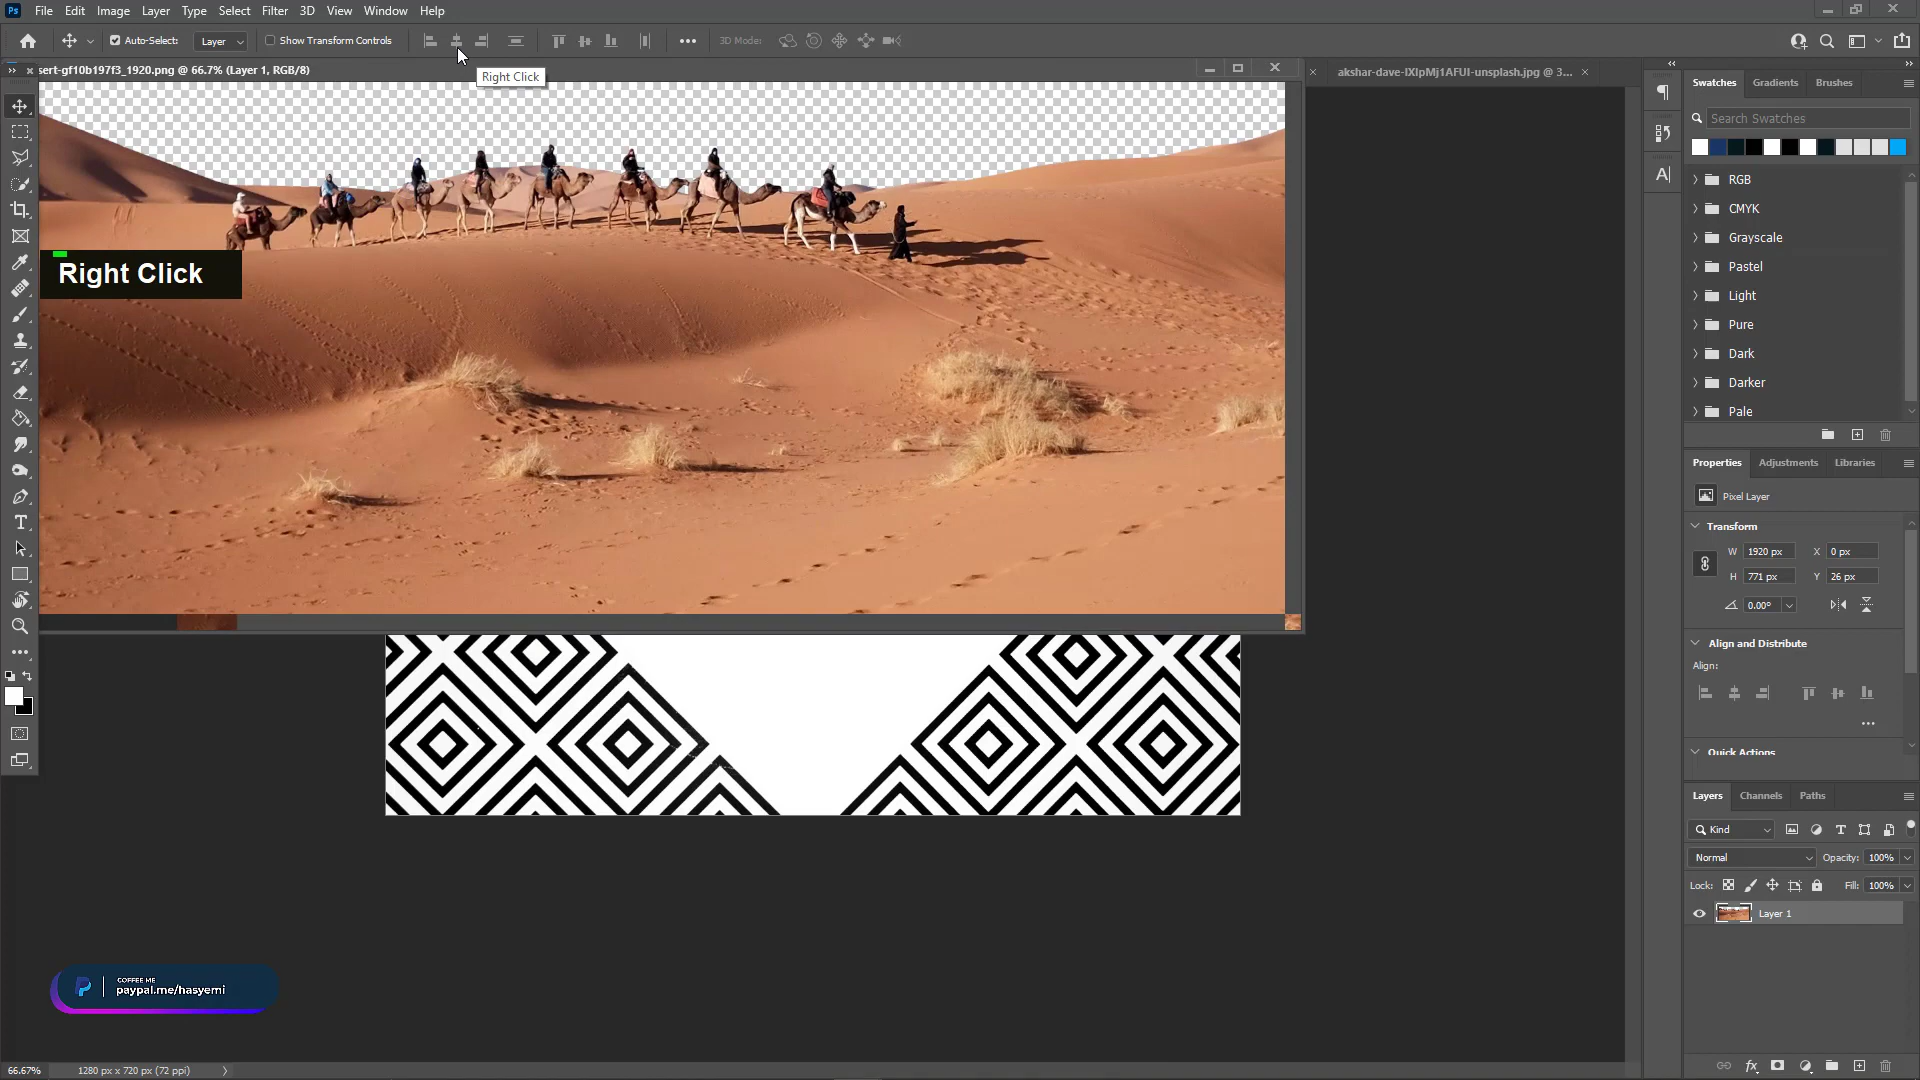 Ps File Edit Image Layer Type Select Filter 3D View Window Help
Auto-Select: Layer Show Transform Controls 3D Mode:
sert-gf10b197f3_1920.png @ 66.7% (Layer 1, RGB/8)
akshar-dave-IXIpMj1AFUI-unsplash.jpg @ 3...
Right Click
Right Click
Swatches Gradients Brushes
Search Swatches
RGB
CMYK
Grayscale
Pastel
Light
Pure
Dark
Darker
Pale
Properties Adjustments Libraries
Pixel Layer
Transform
W 1920 px X 0 px
H 771 px Y 26 px
0.00°
Align and Distribute
Align:
Quick Actions
Layers Channels Paths
Kind
Normal Opacity: 100%
Lock: Fill: 100%
Layer 1
COFFEE ME
paypal.me/hasyemi
66.67% 1280 px x 720 px (72 ppi)